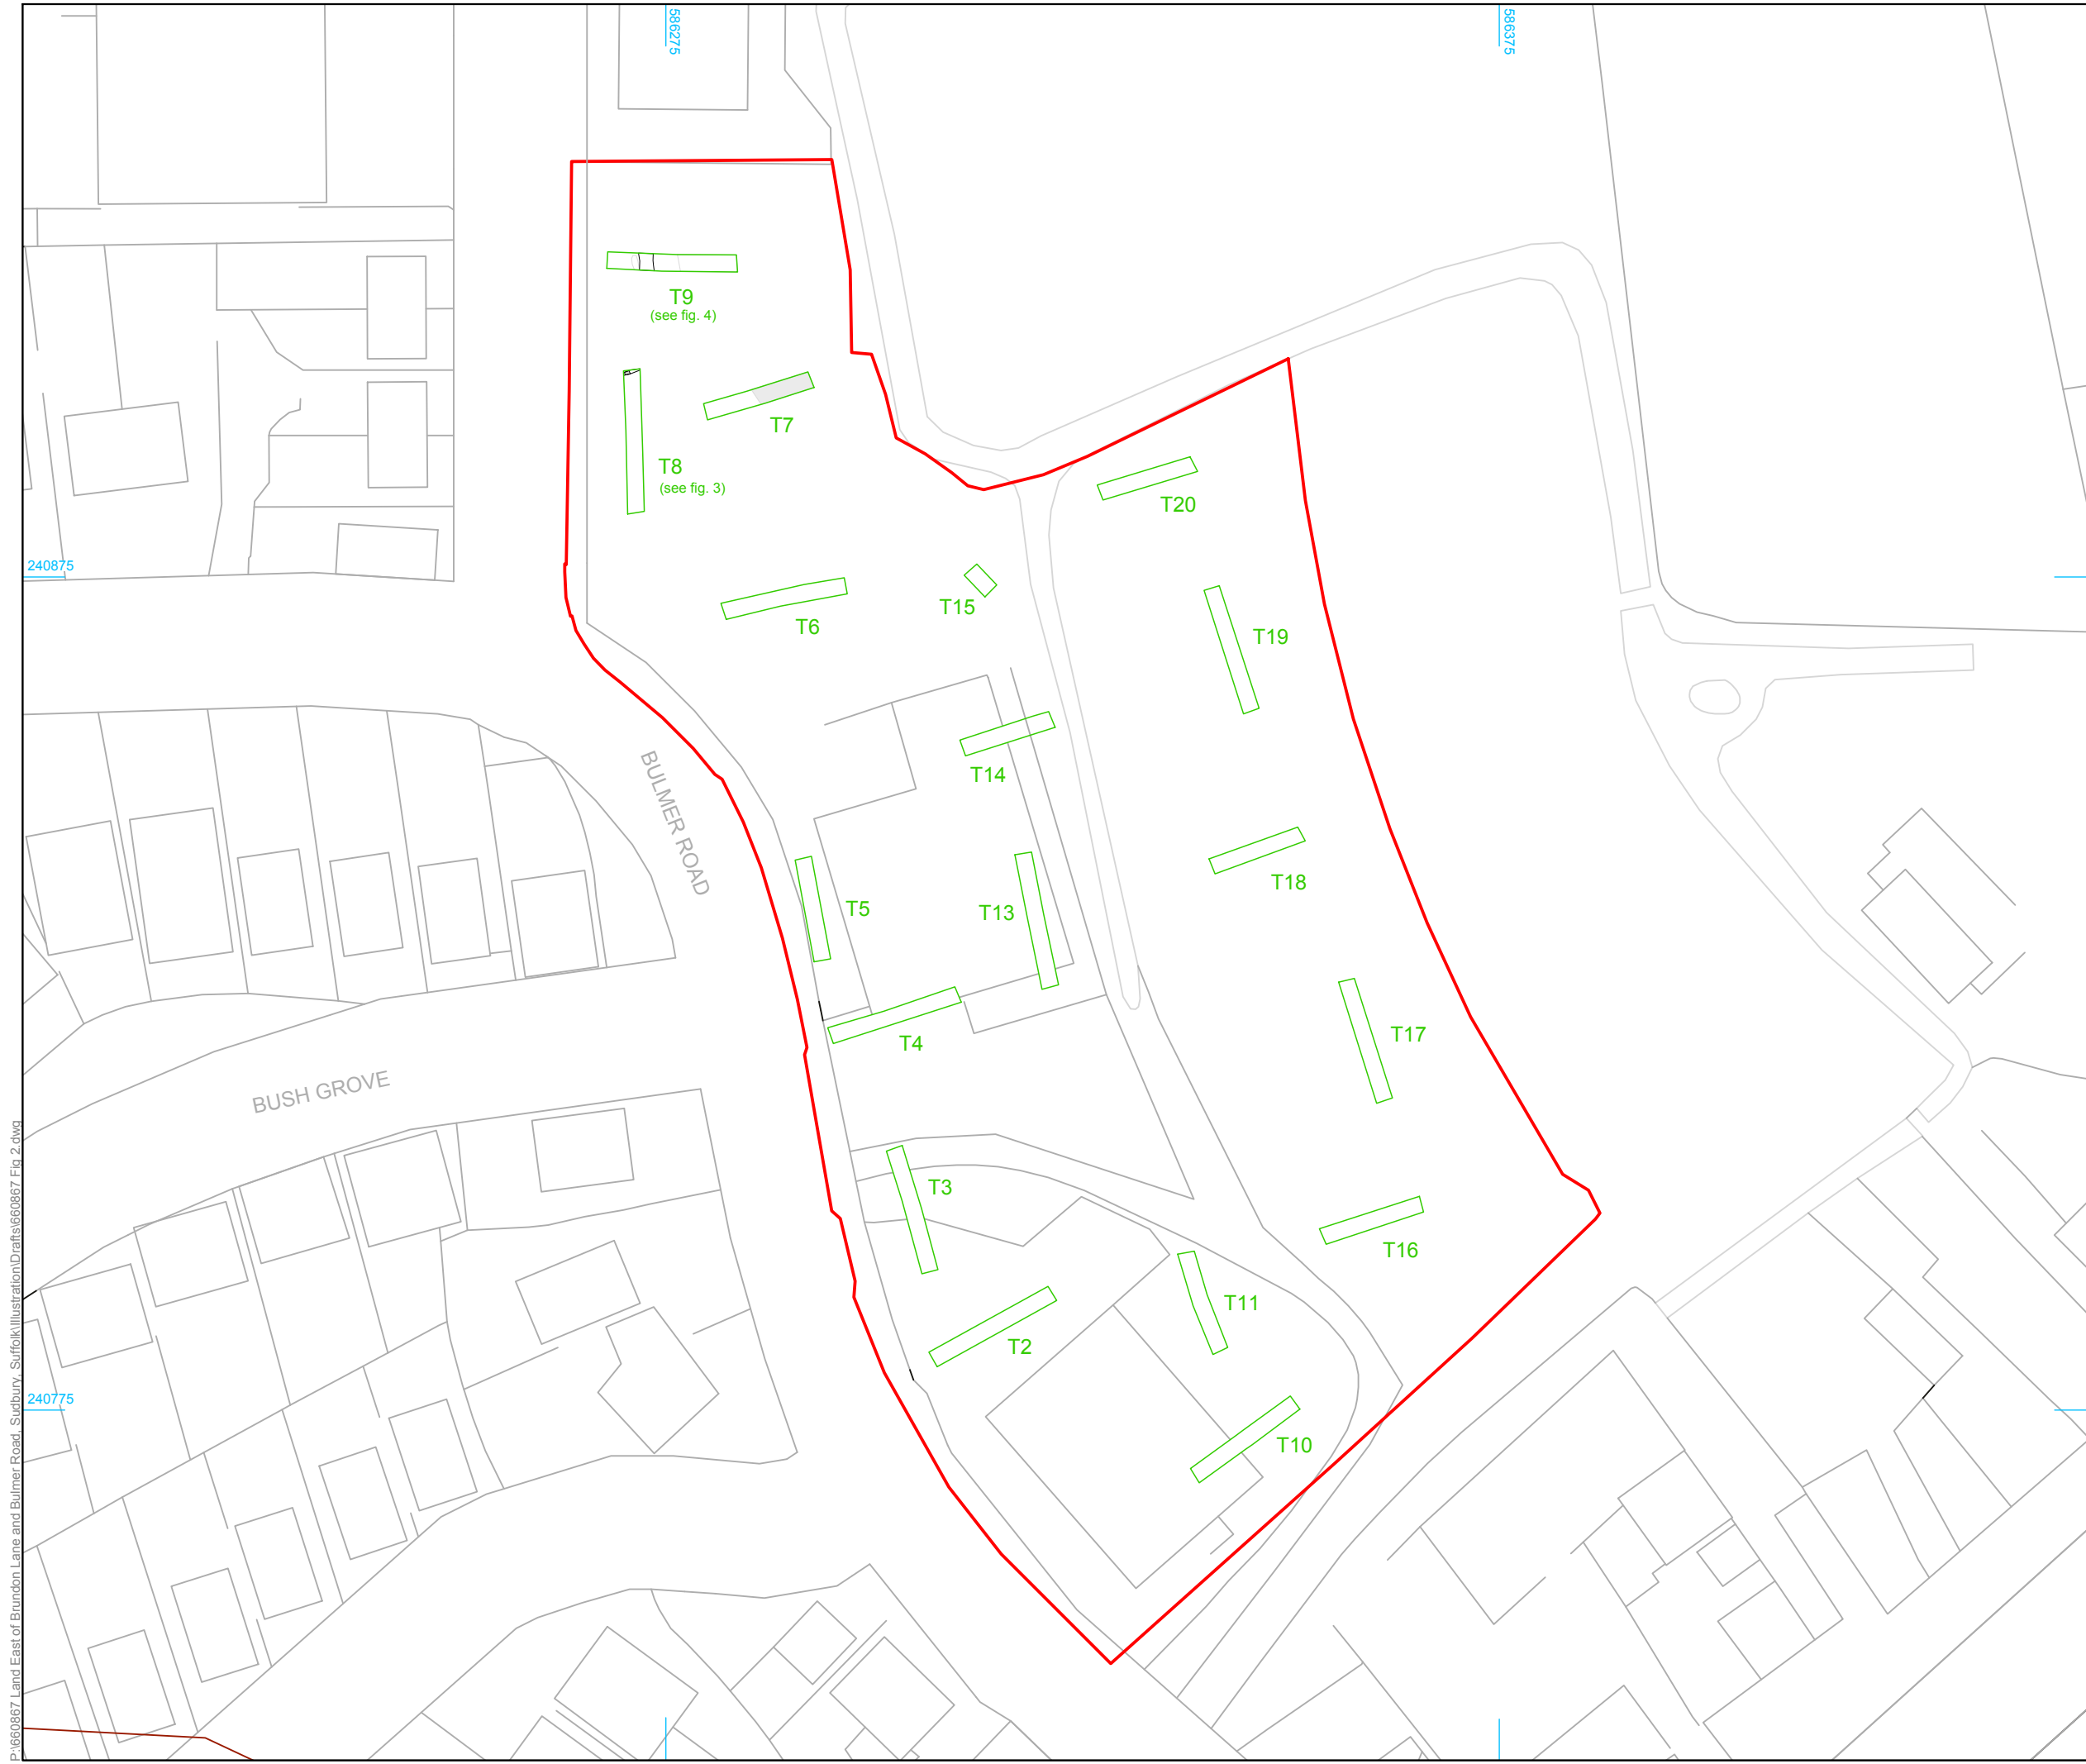 586275
586375
T9
(see fig. 4)
T7
T8
(see fig. 3)
T20
240875
T15
T6
T19
T14
BULMER ROAD
T18
T5
T13
T17
T4
BUSH GROVE
T3
T16
T11
T2
240775
T10
P:\660867 Land East of Brundon Lane and Bulmer Road, Sudbury, Suffolk\Illustration\Drafts\660867 Fig 2.dwg